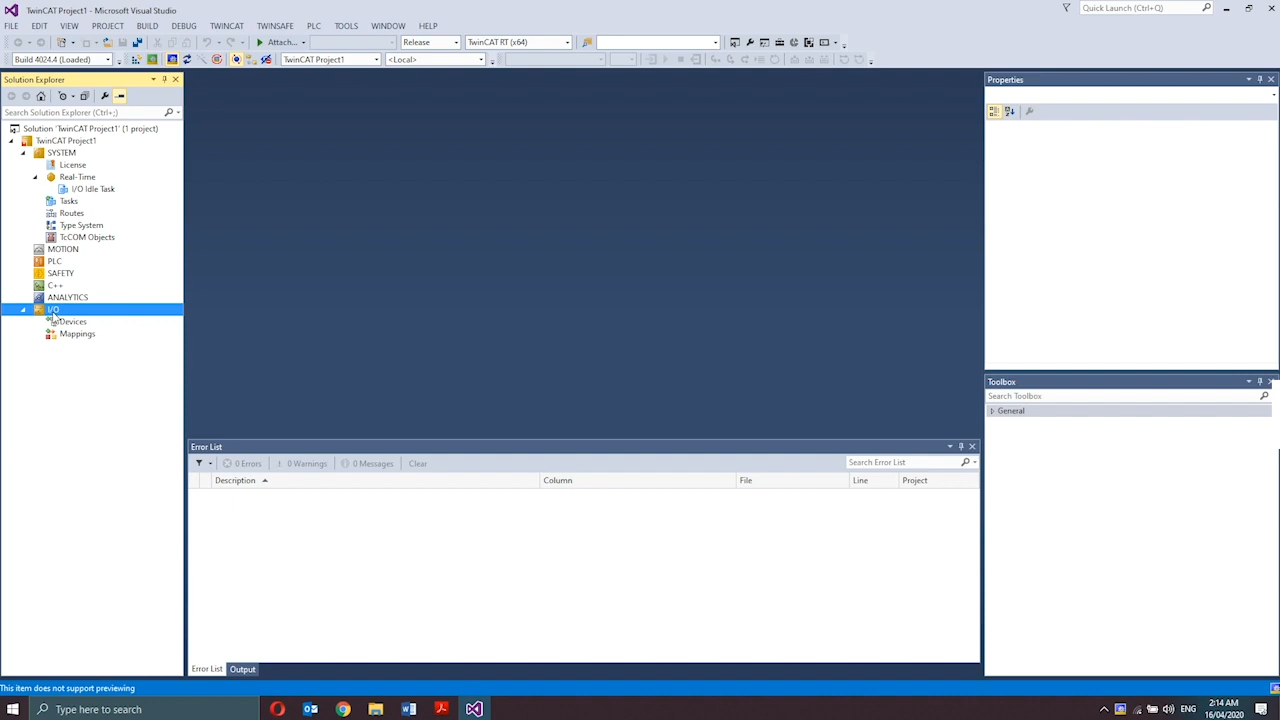 TwinCAT Project1 - Microsoft Visual Studio
Quick Launch (Ctrl+Q)
FILE EDIT VIEW PROJECT BUILD DEBUG TWINCAT TWINSAFE PLC TOOLS WINDOW HELP
Attach... Release TwinCAT RT (x64)
Build 4024.4 (Loaded) TwinCAT Project1 <Local>
Solution Explorer
Search Solution Explorer (Ctrl+;)
Solution 'TwinCAT Project1' (1 project)
TwinCAT Project1
SYSTEM
License
Real-Time
I/O Idle Task
Tasks
Routes
Type System
TcCOM Objects
MOTION
PLC
SAFETY
C++
ANALYTICS
I/O
Devices
Mappings
Properties
Toolbox
Search Toolbox
General
Error List
0 Errors 0 Warnings 0 Messages Clear
Search Error List
Description Column File Line Project
Error List Output
This item does not support previewing
Type here to search
ENG
2:14 AM
16/04/2020